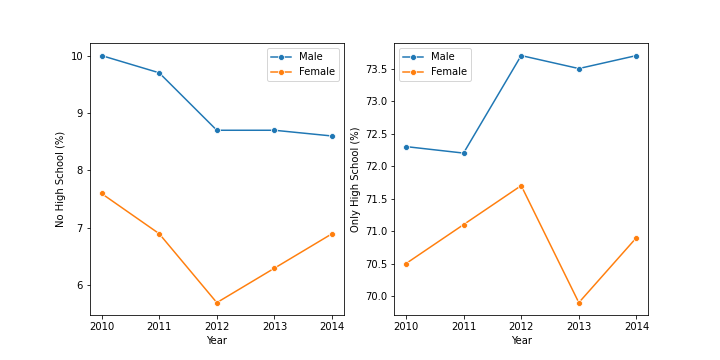 No High School (%)
10
9
8
7
6
2010 2011 2012 2013 2014
Year
Male
Female
Only High School (%)
73.5
73.0
72.5
72.0
71.5
71.0
70.5
70.0
2010 2011 2012 2013 2014
Year
Male
Female